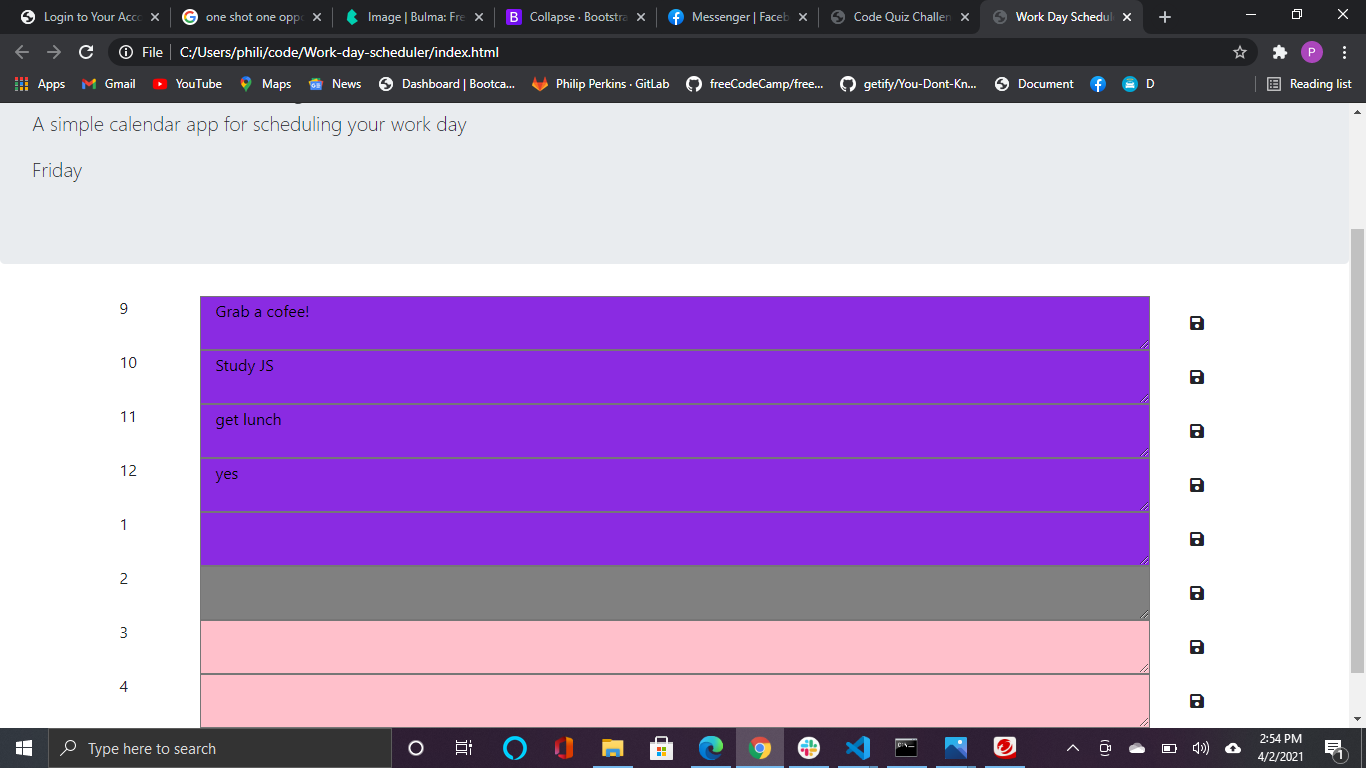 Login to Your Acco
one shot one oppo
Image | Bulma: Fre
Collapse · Bootstra
Messenger | Faceb
Code Quiz Challen
Work Day Schedul
File
C:/Users/phili/code/Work-day-scheduler/index.html
P
Apps
Gmail
YouTube
Maps
News
Dashboard | Bootca...
Philip Perkins · GitLab
freeCodeCamp/free...
getify/You-Dont-Kn...
Document
D
Reading list
A simple calendar app for scheduling your work day
Friday
9 Grab a cofee!
10 Study JS
11 get lunch
12 yes
1
2
3
4
Type here to search
2:54 PM
4/2/2021
1